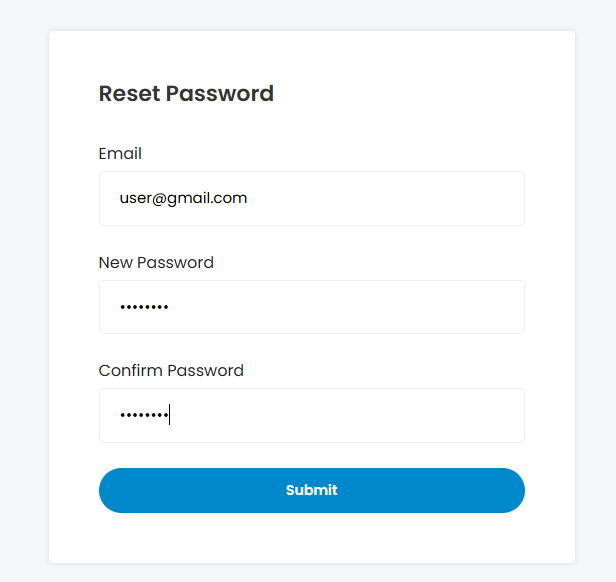 Reset Password
Email
user@gmail.com
New Password
••••••••
Confirm Password
••••••••
Submit